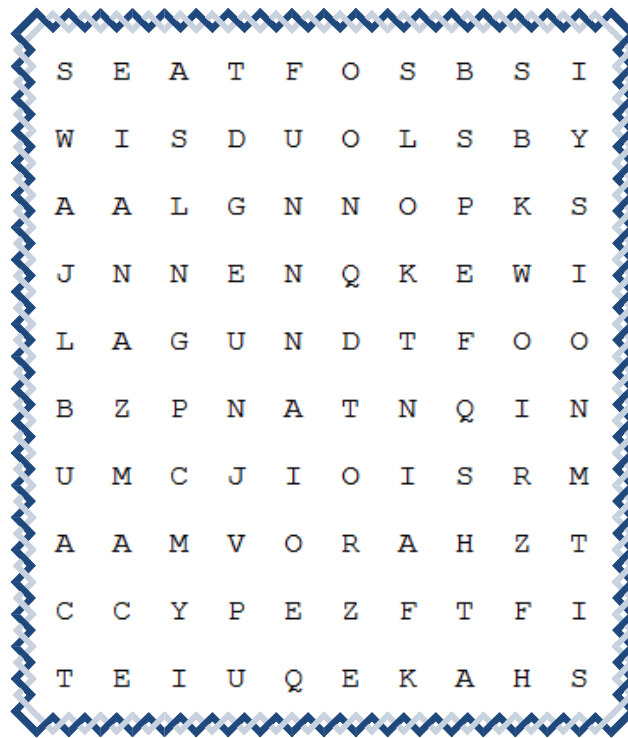 S E A T F O S B S I
W I S D U O L S B Y
A A L G N N O P K S
J N N E N Q K E W I
L A G U N D T F O O
B Z P N A T N Q I N
U M C J I O I S R M
A A M V O R A H Z T
C C Y P E Z F T F I
T E I U Q E K A H S